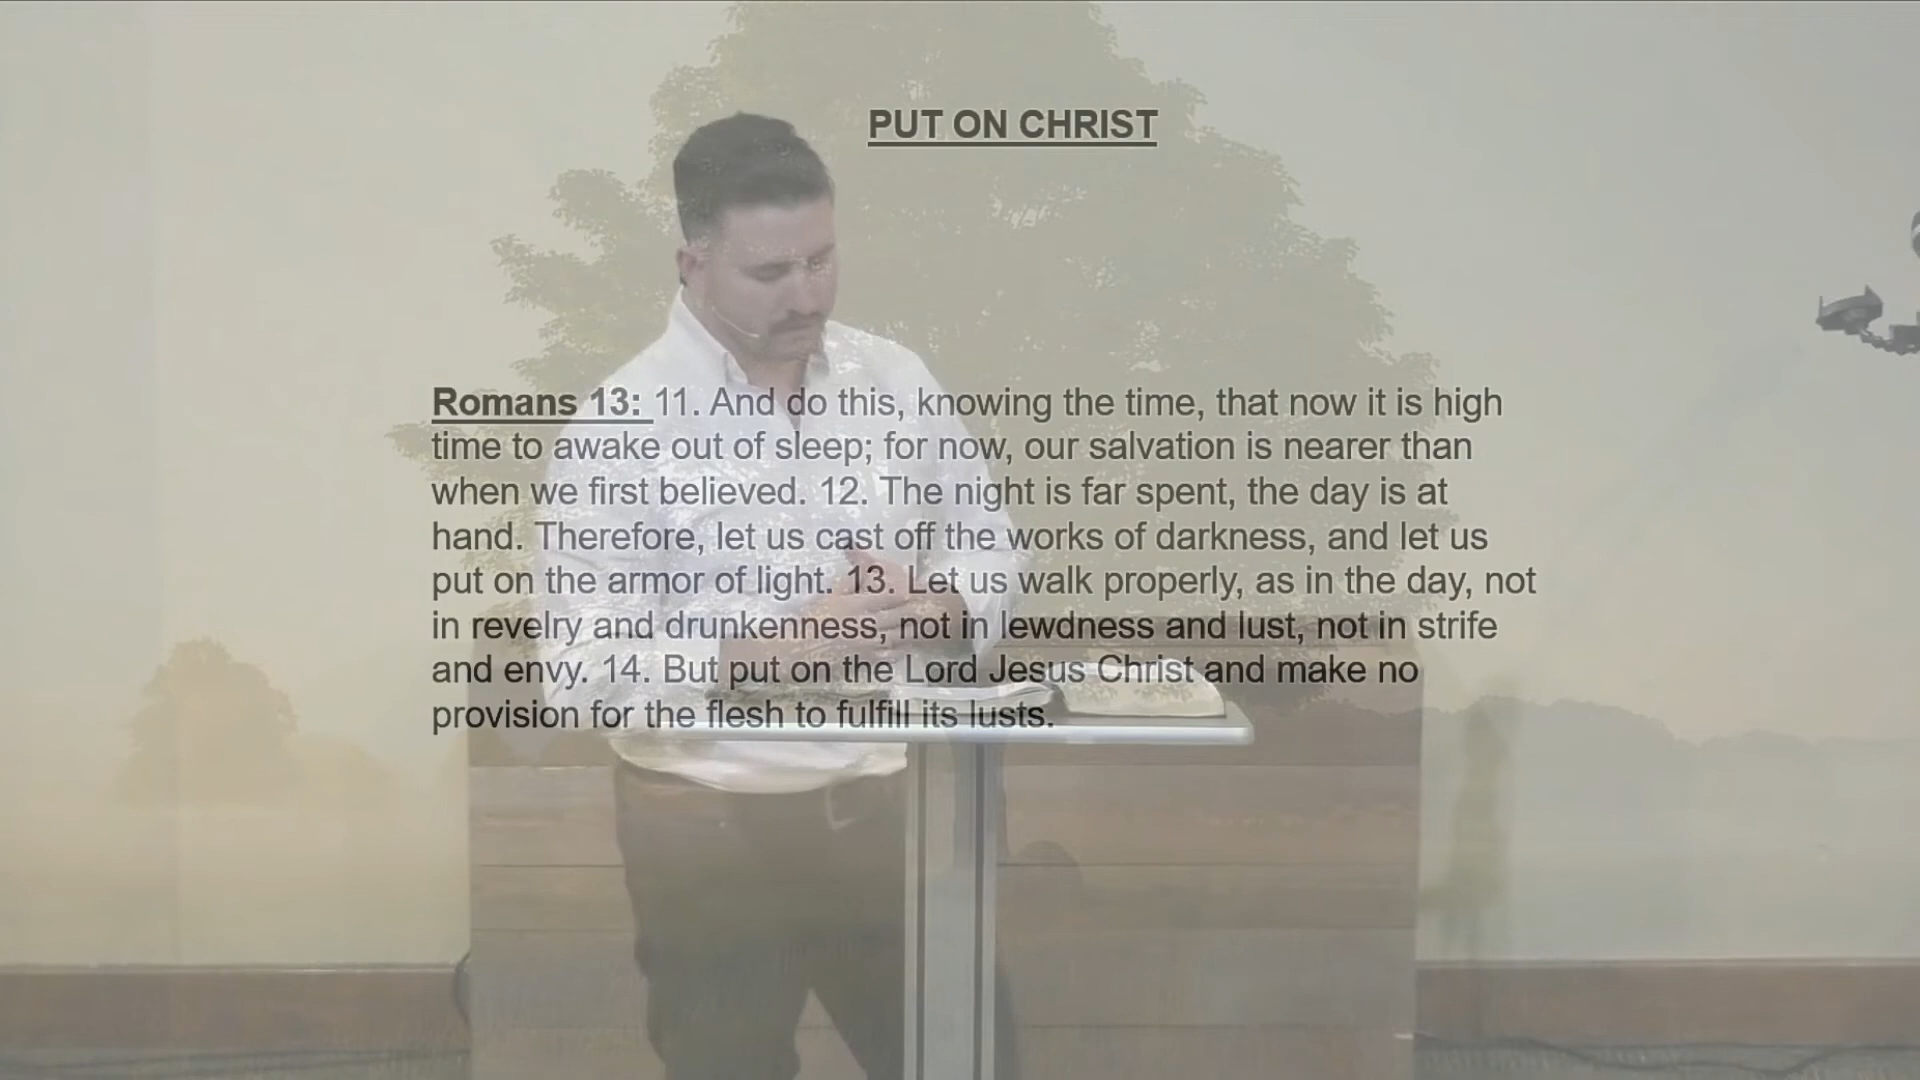 PUT ON CHRIST
Romans 13: 11. And do this, knowing the time, that now it is high
time to awake out of sleep; for now, our salvation is nearer than
when we first believed. 12. The night is far spent, the day is at
hand. Therefore, let us cast off the works of darkness, and let us
put on the armor of light. 13. Let us walk properly, as in the day, not
in revelry and drunkenness, not in lewdness and lust, not in strife
and envy. 14. But put on the Lord Jesus Christ and make no
provision for the flesh to fulfill its lusts.